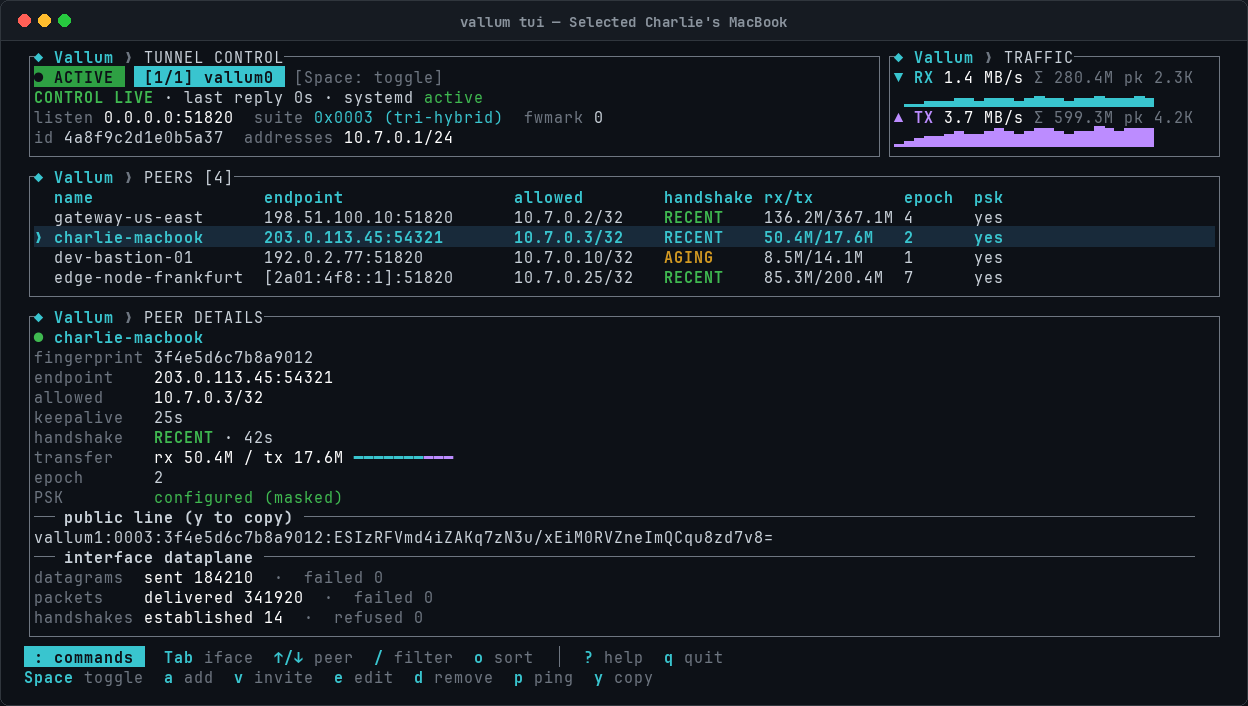 vallum tui — Selected Charlie's MacBook
◆ Vallum ❯ TUNNEL CONTROL
● ACTIVE [1/1] vallum0 [Space: toggle]
CONTROL LIVE · last reply 0s · systemd active
listen 0.0.0.0:51820 suite 0x0003 (tri-hybrid) fwmark 0
id 4a8f9c2d1e0b5a37 addresses 10.7.0.1/24
◆ Vallum ❯ TRAFFIC
▼ RX 1.4 MB/s Σ 280.4M pk 2.3K
▲ TX 3.7 MB/s Σ 599.3M pk 4.2K
◆ Vallum ❯ PEERS [4]
name endpoint allowed handshake rx/tx epoch psk
gateway-us-east 198.51.100.10:51820 10.7.0.2/32 RECENT 136.2M/367.1M 4 yes
❯ charlie-macbook 203.0.113.45:54321 10.7.0.3/32 RECENT 50.4M/17.6M 2 yes
dev-bastion-01 192.0.2.77:51820 10.7.0.10/32 AGING 8.5M/14.1M 1 yes
edge-node-frankfurt [2a01:4f8::1]:51820 10.7.0.25/32 RECENT 85.3M/200.4M 7 yes
◆ Vallum ❯ PEER DETAILS
● charlie-macbook
fingerprint 3f4e5d6c7b8a9012
endpoint 203.0.113.45:54321
allowed 10.7.0.3/32
keepalive 25s
handshake RECENT · 42s
transfer rx 50.4M / tx 17.6M
epoch 2
PSK configured (masked)
public line (y to copy)
vallum1:0003:3f4e5d6c7b8a9012:ESIzRFVmd4iZAKq7zN3u/xEiM0RVZneImQCqu8zd7v8=
interface dataplane
datagrams sent 184210 · failed 0
packets delivered 341920 · failed 0
handshakes established 14 · refused 0
: commands Tab iface ↑/↓ peer / filter o sort │ ? help q quit
Space toggle a add v invite e edit d remove p ping y copy